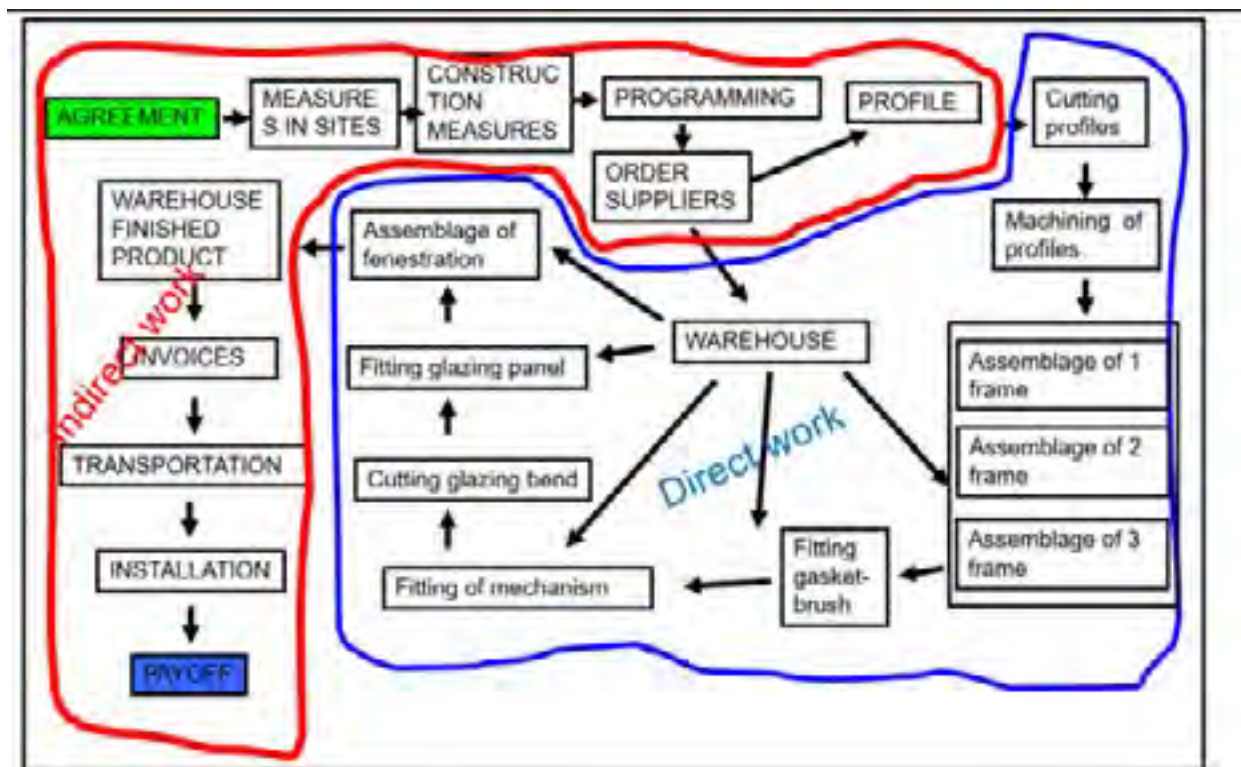 AGREEMENT
MEASURE
S IN SITES
CONSTRUC
TION
MEASURES
PROGRAMMING
PROFILE
Cutting
profiles
ORDER
SUPPLIERS
WAREHOUSE
FINISHED
PRODUCT
Assemblage of
fenestration
Machining of
profiles
WAREHOUSE
INVOICES
Fitting glazing panel
Assemblage of 1
frame
Indirect work
Direct work
TRANSPORTATION
Cutting glazing bend
Assemblage of 2
frame
INSTALLATION
Fitting of mechanism
Fitting
gasket-
brush
Assemblage of 3
frame
PAYOFF